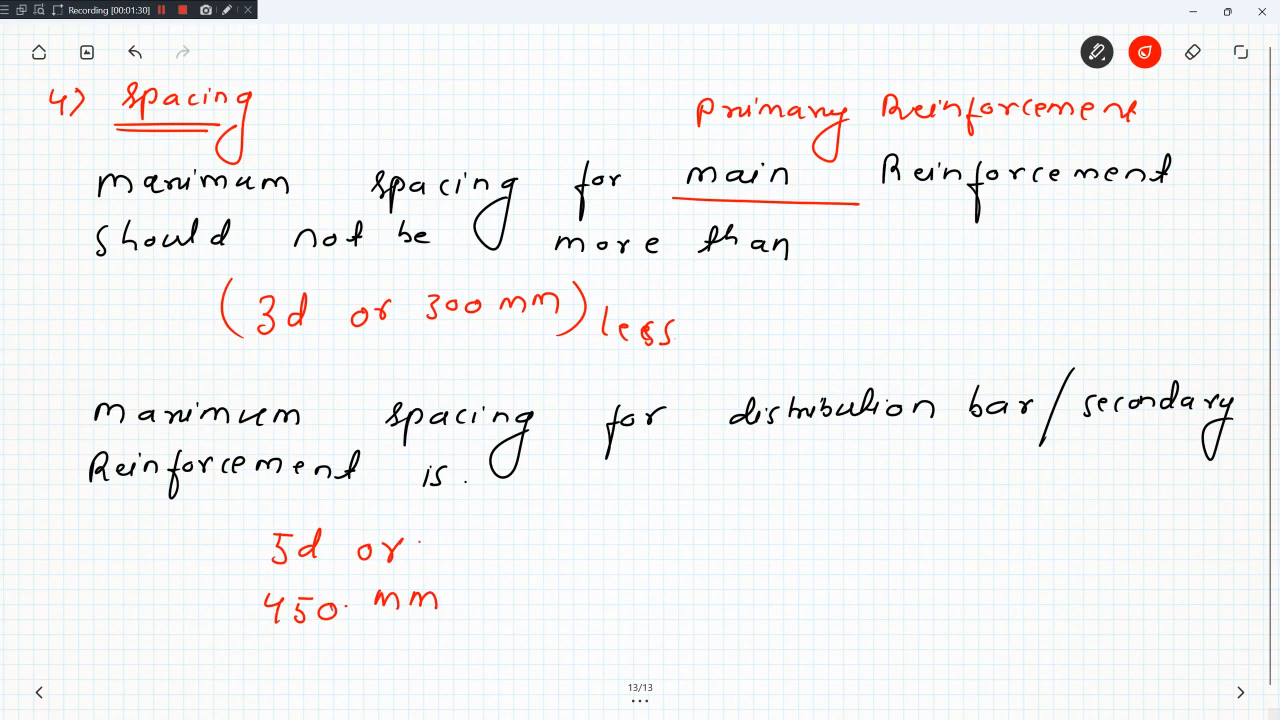 Recording [00:01:30]
4) Spacing
Primary Reinforcement
Maximum spacing for main Reinforcement
should not be more than
(3d or 300 mm) less
Maximum spacing for distribution bar/secondary
Reinforcement is.
5d or
450. mm
13/13